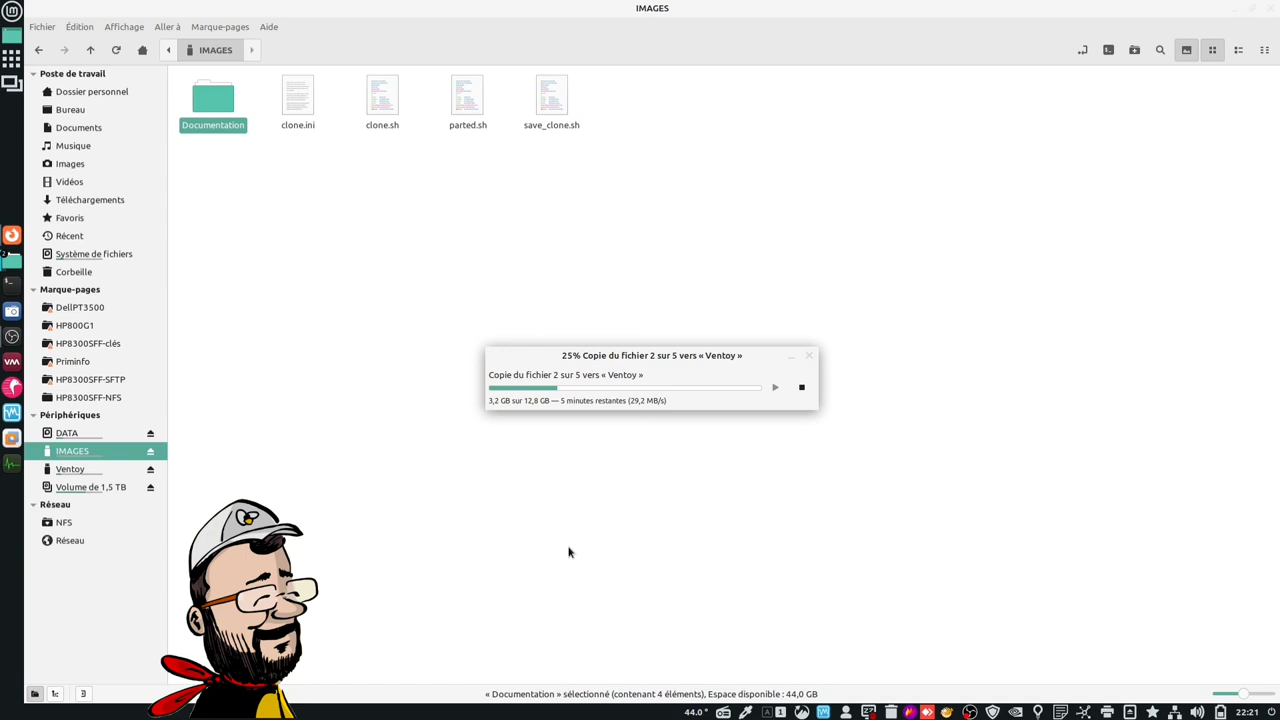 IMAGES
Fichier Édition Affichage Aller à Marque-pages Aide
IMAGES
Poste de travail
Dossier personnel
Bureau
Documents
Musique
Images
Vidéos
Téléchargements
Favoris
Récent
Système de fichiers
Corbeille
Marque-pages
DellPT3500
HP800G1
HP8300SFF-clés
Priminfo
HP8300SFF-SFTP
HP8300SFF-NFS
Périphériques
DATA
IMAGES
Ventoy
Volume de 1,5 TB
Réseau
NFS
Réseau
Documentation clone.ini clone.sh parted.sh save_clone.sh
25% Copie du fichier 2 sur 5 vers « Ventoy »
Copie du fichier 2 sur 5 vers « Ventoy »
3,2 GB sur 12,8 GB — 5 minutes restantes (29,2 MB/s)
« Documentation » sélectionné (contenant 4 éléments), Espace disponible : 44,0 GB
44.0° A 1 22:21